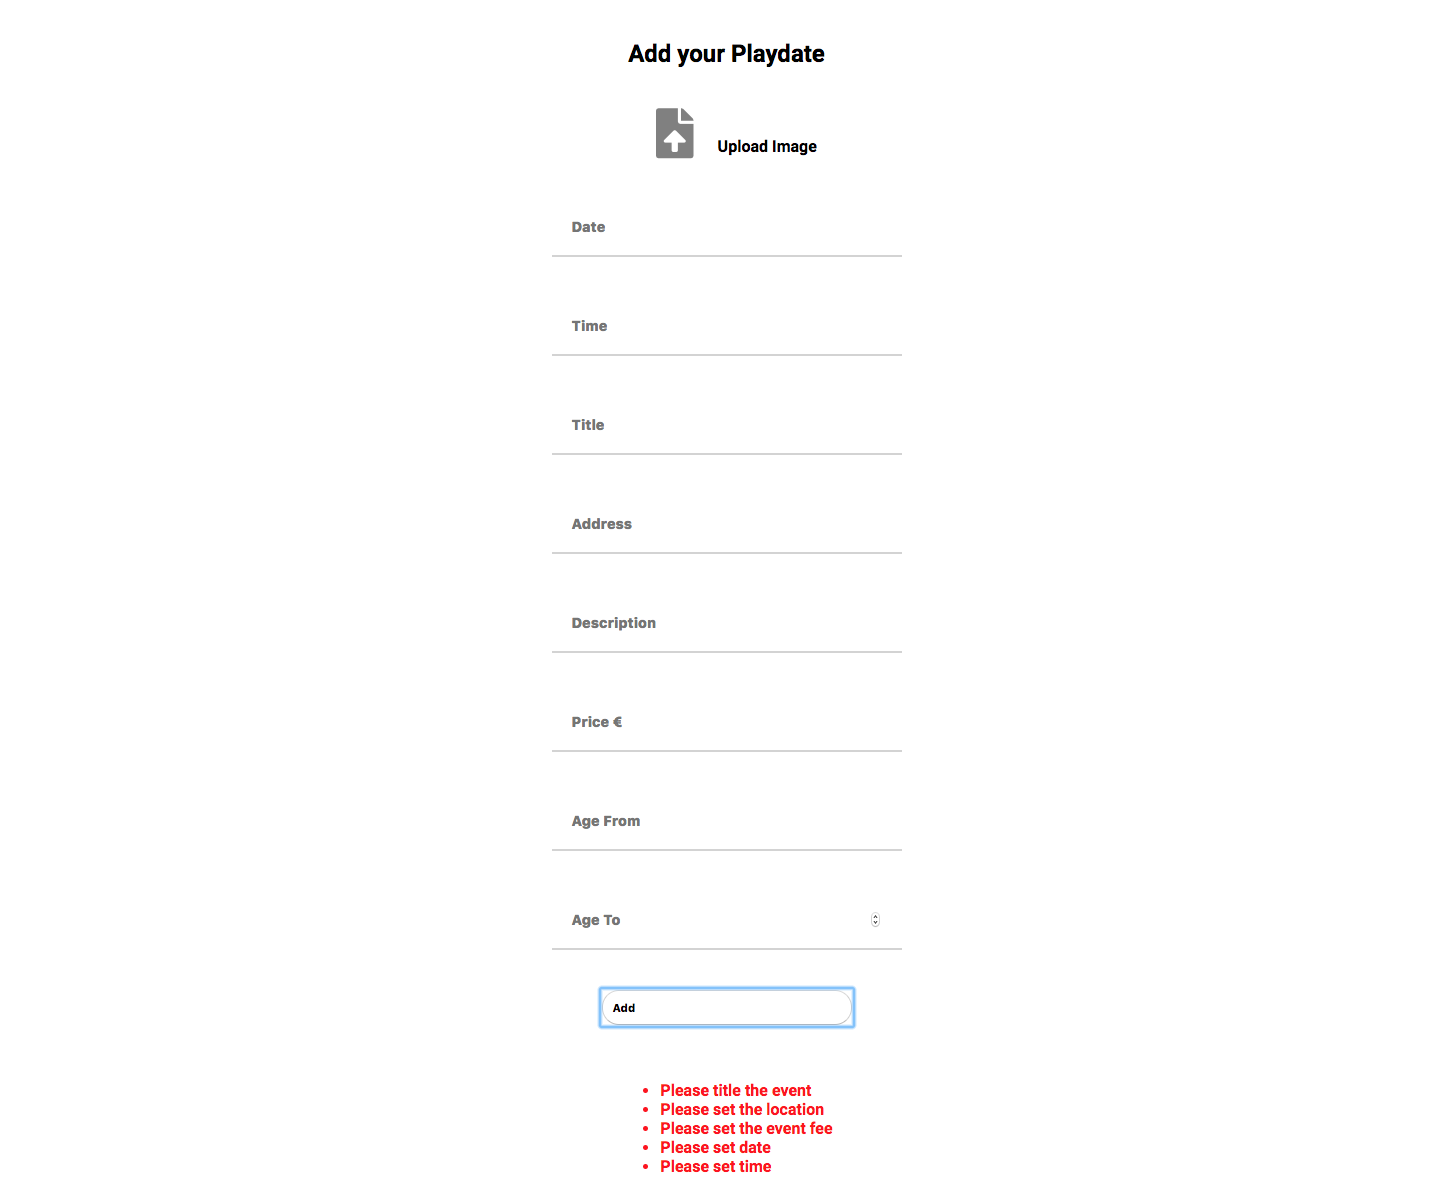 Add your Playdate
Upload Image
Date
Time
Title
Address
Description
Price €
Age From
Age To
Add
• Please title the event
• Please set the location
• Please set the event fee
• Please set date
• Please set time